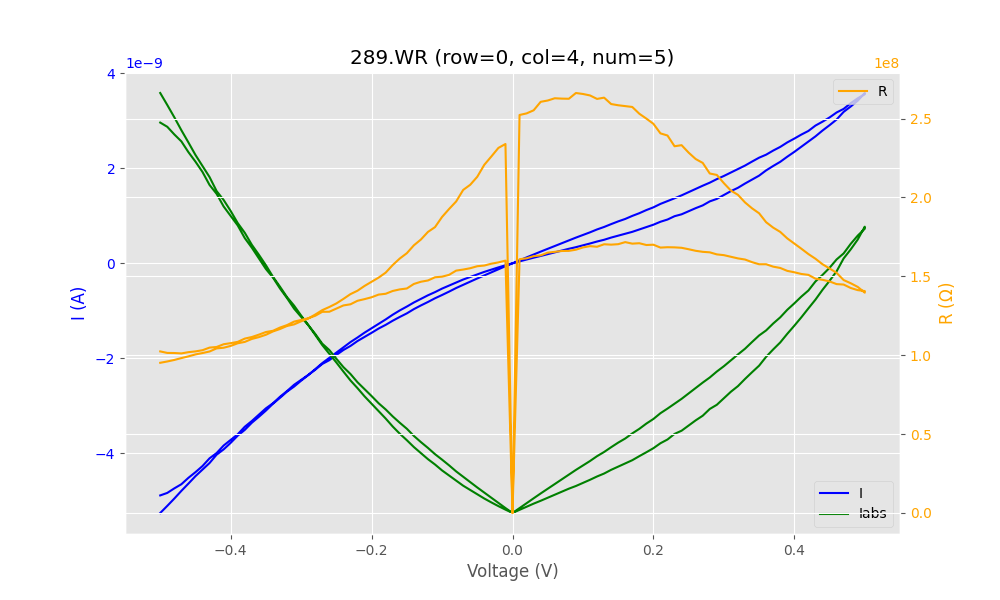 289.WR (row=0, col=4, num=5)
1e−9
1e8
4
2
0
−2
−4
I (A)
2.5
2.0
1.5
1.0
0.5
0.0
R (Ω)
R
I
Iabs
−0.4
−0.2
0.0
0.2
0.4
Voltage (V)